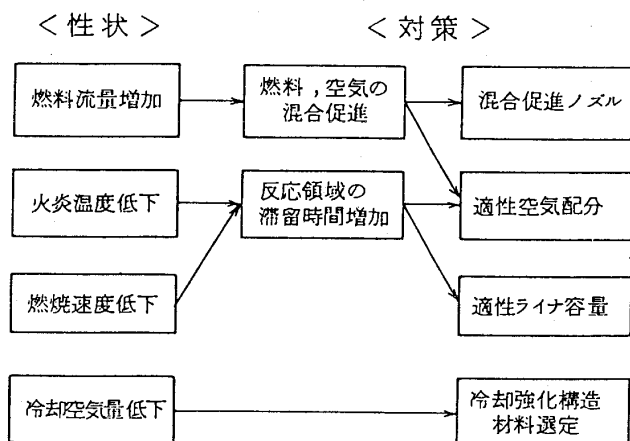 ＜性状＞
＜対策＞
燃料流量増加
燃料，空気の
混合促進
混合促進ノズル
火炎温度低下
反応領域の
滞留時間増加
適性空気配分
燃焼速度低下
適性ライナ容量
冷却空気量低下
冷却強化構造
材料選定